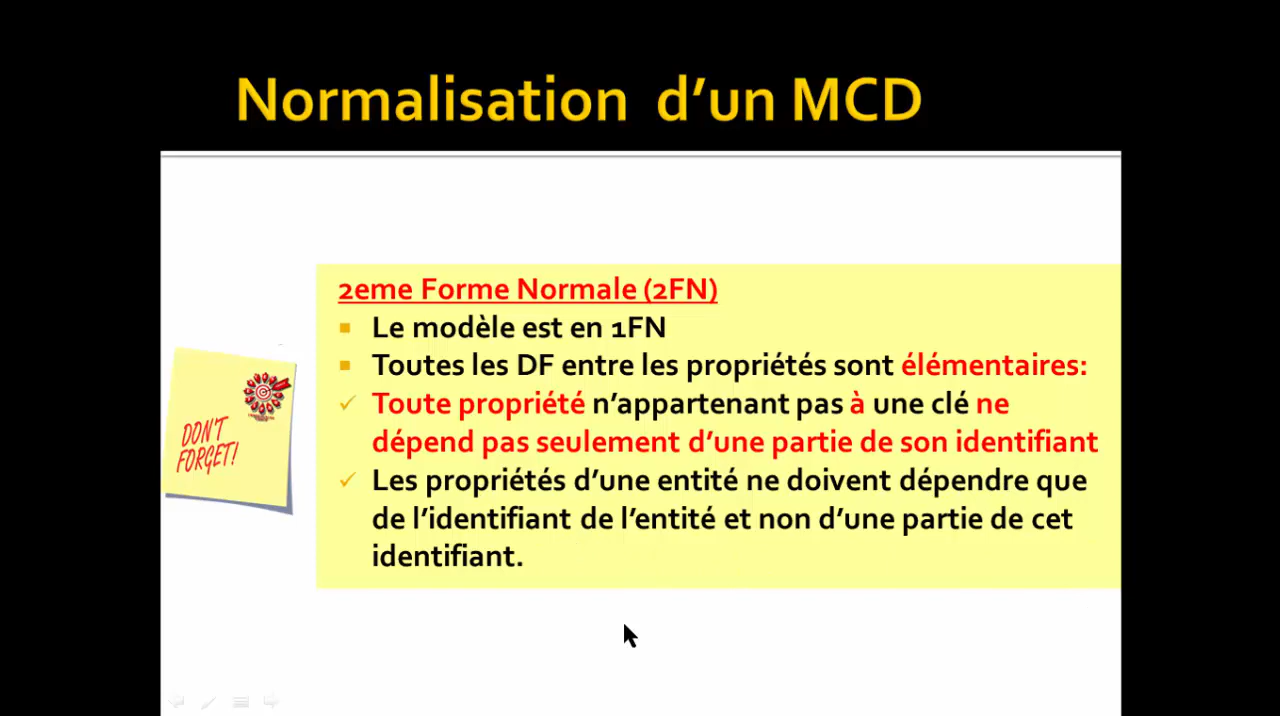 Normalisation d'un MCD
2eme Forme Normale (2FN)
Le modèle est en 1FN
Toutes les DF entre les propriétés sont élémentaires:
Toute propriété n'appartenant pas à une clé ne
dépend pas seulement d'une partie de son identifiant
Les propriétés d'une entité ne doivent dépendre que
de l'identifiant de l'entité et non d'une partie de cet
identifiant.
DON'T
FORGET!